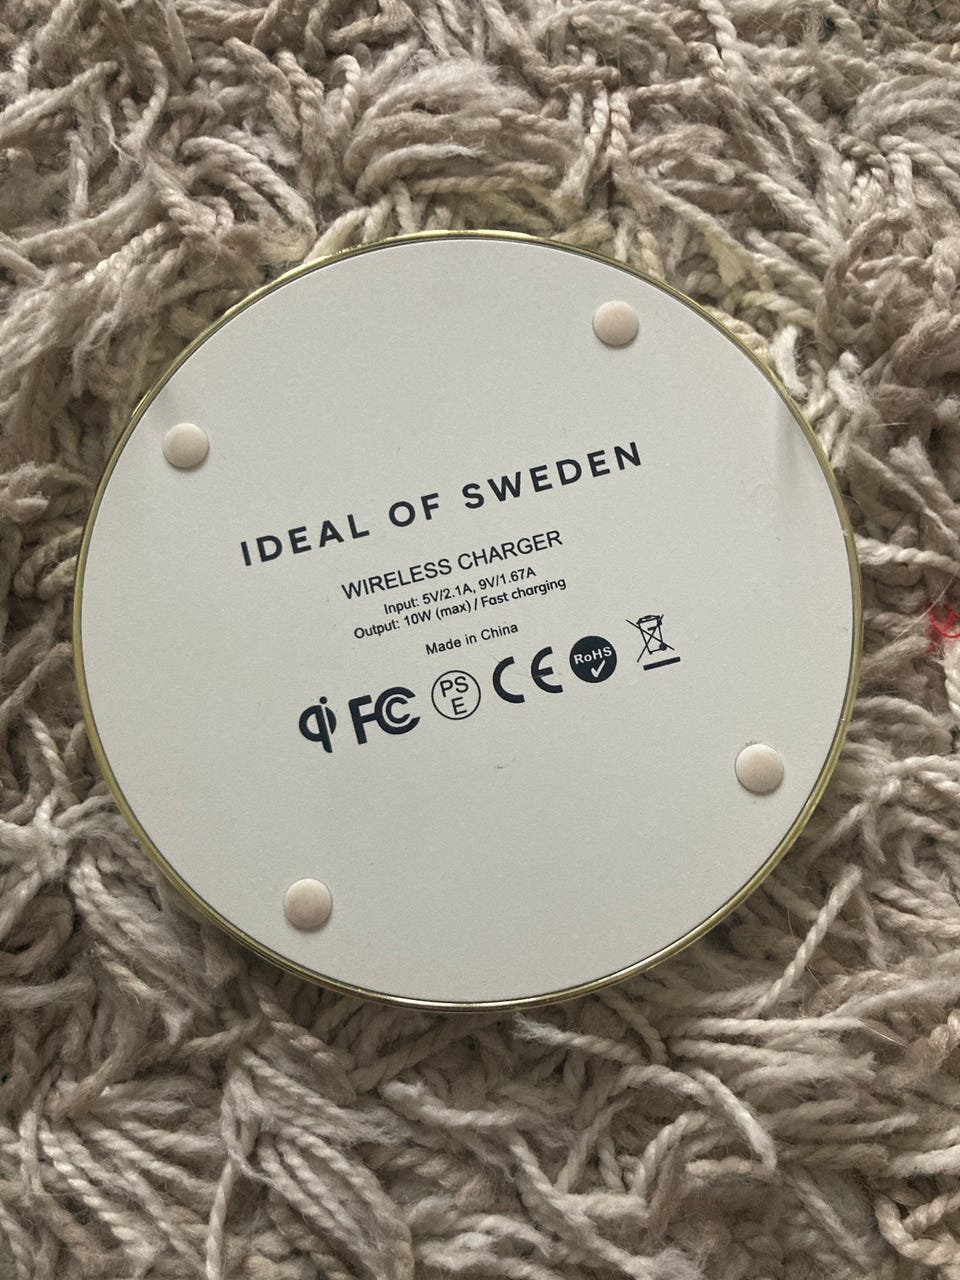 IDEAL OF SWEDEN
WIRELESS CHARGER
Input: 5V/2.1A, 9V/1.67A
Output: 10W (max) / Fast charging
Made in China
qi FC PS E CE RoHS